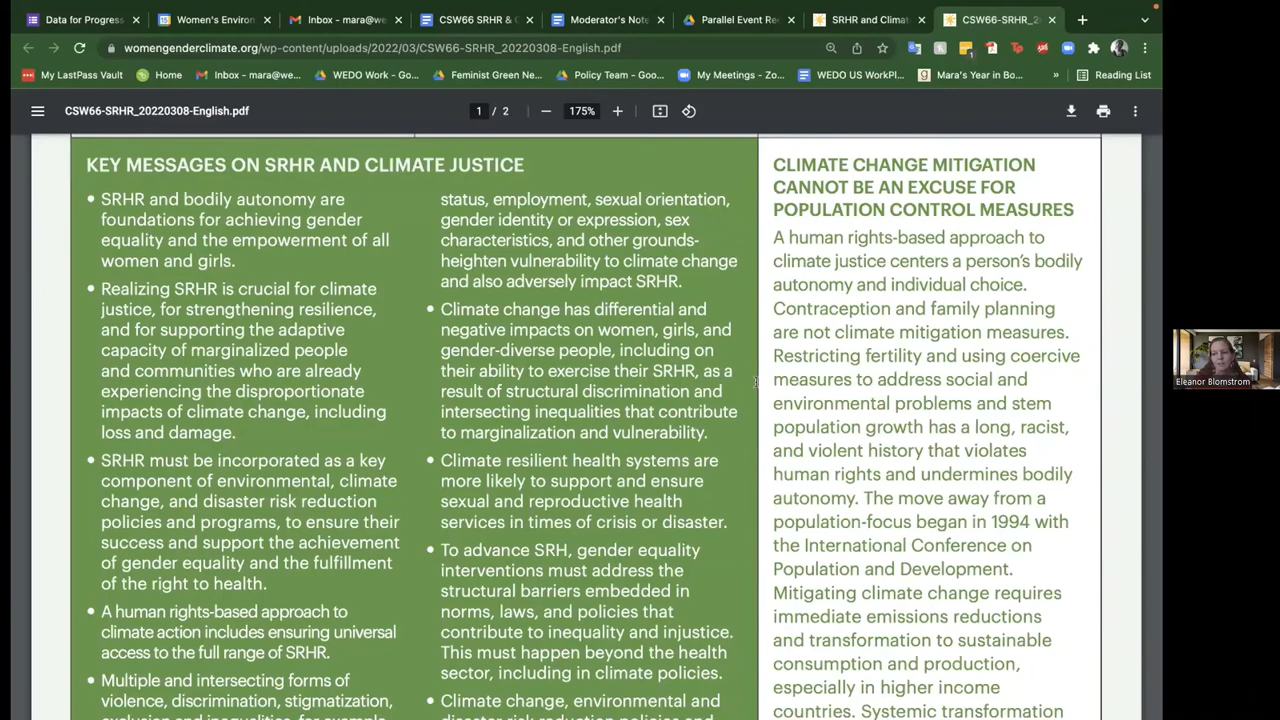 Data for Progress
Women's Environ
Inbox - mara@we
CSW66 SRHR &
Moderator's Note
Parallel Event Re
SRHR and Climat
CSW66-SRHR_2
womengenderclimate.org/wp-content/uploads/2022/03/CSW66-SRHR_20220308-English.pdf
My LastPass Vault
Home
Inbox - mara@we...
WEDO Work - Go...
Feminist Green Ne...
Policy Team - Goo...
My Meetings - Zo...
WEDO US WorkPl...
Mara's Year in Bo...
Reading List
CSW66-SRHR_20220308-English.pdf
1 / 2
175%
KEY MESSAGES ON SRHR AND CLIMATE JUSTICE
• SRHR and bodily autonomy are
foundations for achieving gender
equality and the empowerment of all
women and girls.
• Realizing SRHR is crucial for climate
justice, for strengthening resilience,
and for supporting the adaptive
capacity of marginalized people
and communities who are already
experiencing the disproportionate
impacts of climate change, including
loss and damage.
• SRHR must be incorporated as a key
component of environmental, climate
change, and disaster risk reduction
policies and programs, to ensure their
success and support the achievement
of gender equality and the fulfillment
of the right to health.
• A human rights-based approach to
climate action includes ensuring universal
access to the full range of SRHR.
• Multiple and intersecting forms of
violence, discrimination, stigmatization,
exclusion and inequalities, for example
status, employment, sexual orientation,
gender identity or expression, sex
characteristics, and other grounds-
heighten vulnerability to climate change
and also adversely impact SRHR.
• Climate change has differential and
negative impacts on women, girls, and
gender-diverse people, including on
their ability to exercise their SRHR, as a
result of structural discrimination and
intersecting inequalities that contribute
to marginalization and vulnerability.
• Climate resilient health systems are
more likely to support and ensure
sexual and reproductive health
services in times of crisis or disaster.
• To advance SRH, gender equality
interventions must address the
structural barriers embedded in
norms, laws, and policies that
contribute to inequality and injustice.
This must happen beyond the health
sector, including in climate policies.
• Climate change, environmental and
disaster risk reduction policies and
CLIMATE CHANGE MITIGATION
CANNOT BE AN EXCUSE FOR
POPULATION CONTROL MEASURES
A human rights-based approach to
climate justice centers a person's bodily
autonomy and individual choice.
Contraception and family planning
are not climate mitigation measures.
Restricting fertility and using coercive
measures to address social and
environmental problems and stem
population growth has a long, racist,
and violent history that violates
human rights and undermines bodily
autonomy. The move away from a
population-focus began in 1994 with
the International Conference on
Population and Development.
Mitigating climate change requires
immediate emissions reductions
and transformation to sustainable
consumption and production,
especially in higher income
countries. Systemic transformation
Eleanor Blomstrom